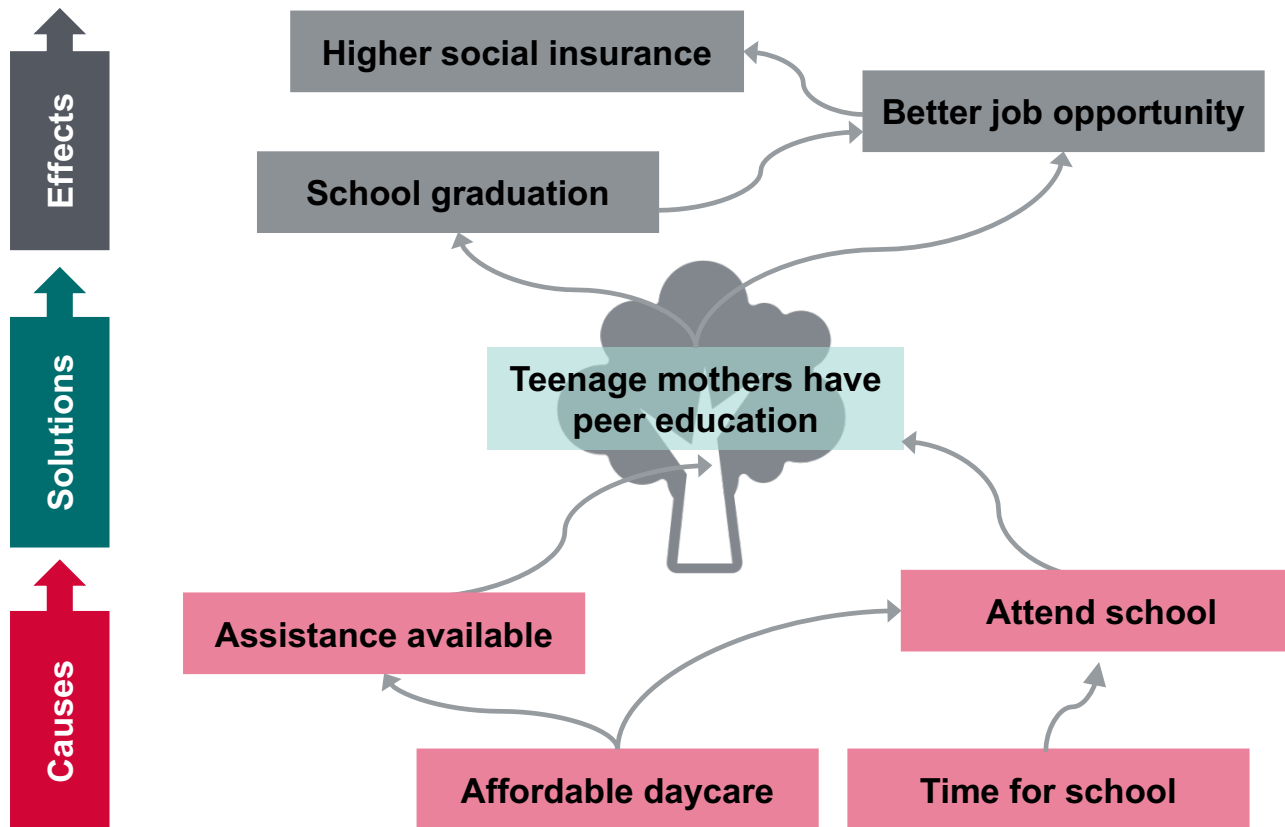 Effects
Solutions
Causes
Higher social insurance
Better job opportunity
School graduation
Teenage mothers have
peer education
Assistance available
Attend school
Affordable daycare
Time for school